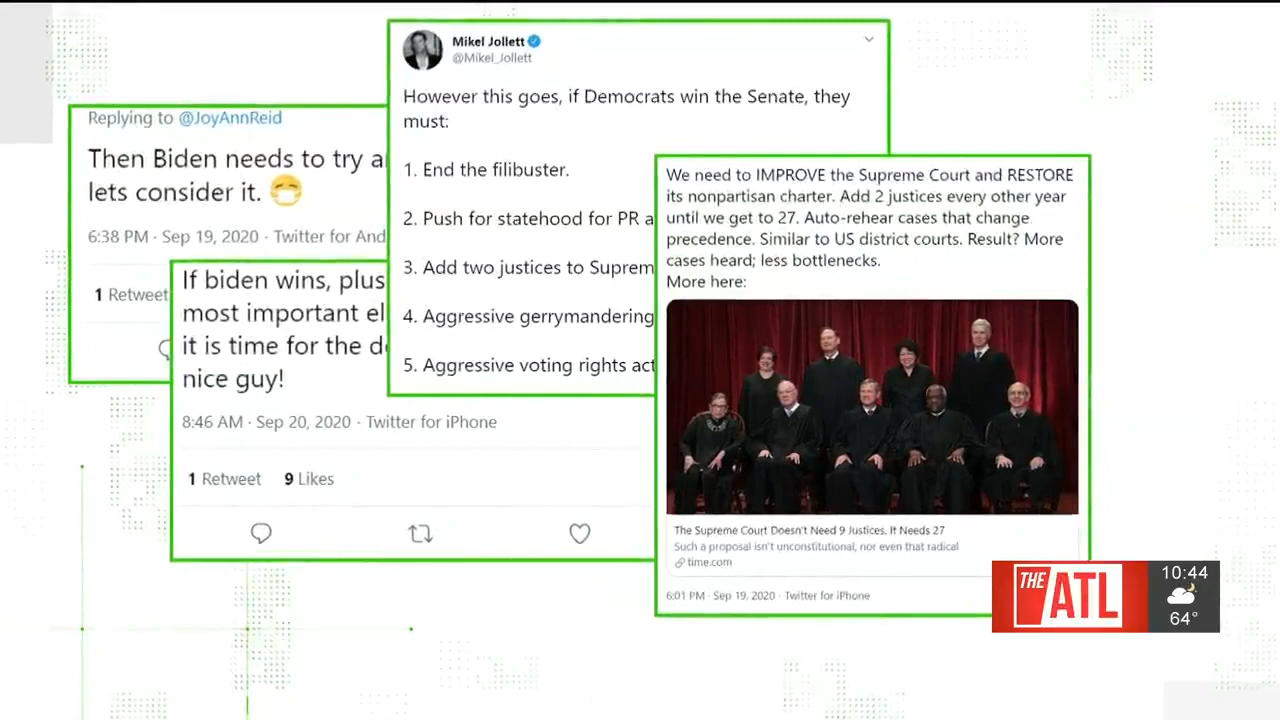 Replying to @JoyAnnReid
Then Biden needs to try a
lets consider it.
6:38 PM · Sep 19, 2020 · Twitter for And
1 Retweet
If biden wins, plus
most important el
it is time for the d
nice guy!
8:46 AM · Sep 20, 2020 · Twitter for iPhone
1 Retweet 9 Likes
Mikel Jollett
@Mikel_Jollett
However this goes, if Democrats win the Senate, they
must:
1. End the filibuster.
2. Push for statehood for PR a
3. Add two justices to Suprem
4. Aggressive gerrymandering
5. Aggressive voting rights act
We need to IMPROVE the Supreme Court and RESTORE
its nonpartisan charter. Add 2 justices every other year
until we get to 27. Auto-rehear cases that change
precedence. Similar to US district courts. Result? More
cases heard; less bottlenecks.
More here:
The Supreme Court Doesn't Need 9 Justices. It Needs 27
Such a proposal isn't unconstitutional, nor even that radical
time.com
6:01 PM · Sep 19, 2020 · Twitter for iPhone
THE ATL
10:44
64°